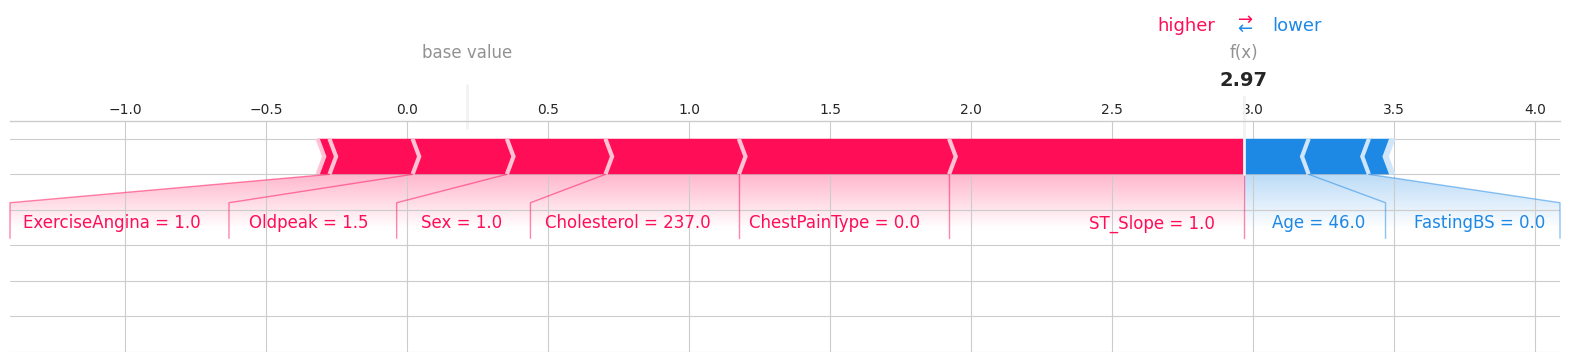 higher ⇄ lower
base value f(x)
2.97
−1.0 −0.5 0.0 0.5 1.0 1.5 2.0 2.5 3.0 3.5 4.0
ExerciseAngina = 1.0 Oldpeak = 1.5 Sex = 1.0 Cholesterol = 237.0 ChestPainType = 0.0 ST_Slope = 1.0 Age = 46.0 FastingBS = 0.0